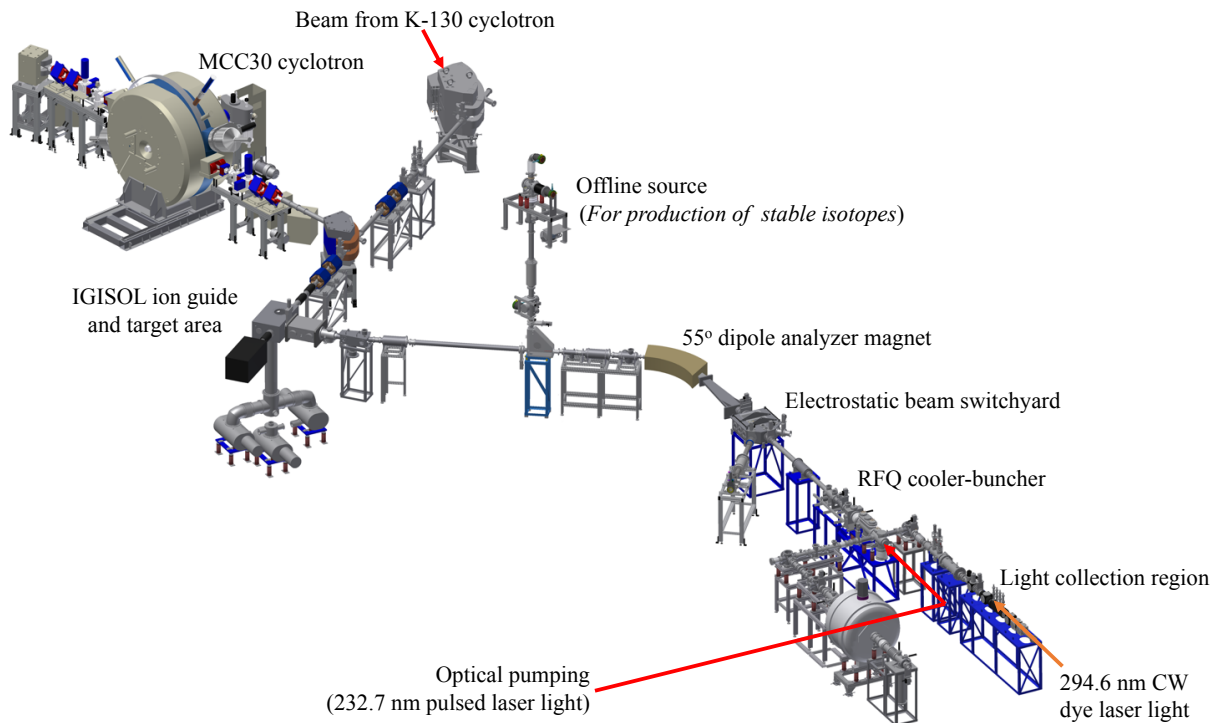 Beam from K-130 cyclotron
MCC30 cyclotron
Offline source
(For production of stable isotopes)
IGISOL ion guide
and target area
55º dipole analyzer magnet
Electrostatic beam switchyard
RFQ cooler-buncher
Light collection region
Optical pumping
(232.7 nm pulsed laser light)
294.6 nm CW
dye laser light